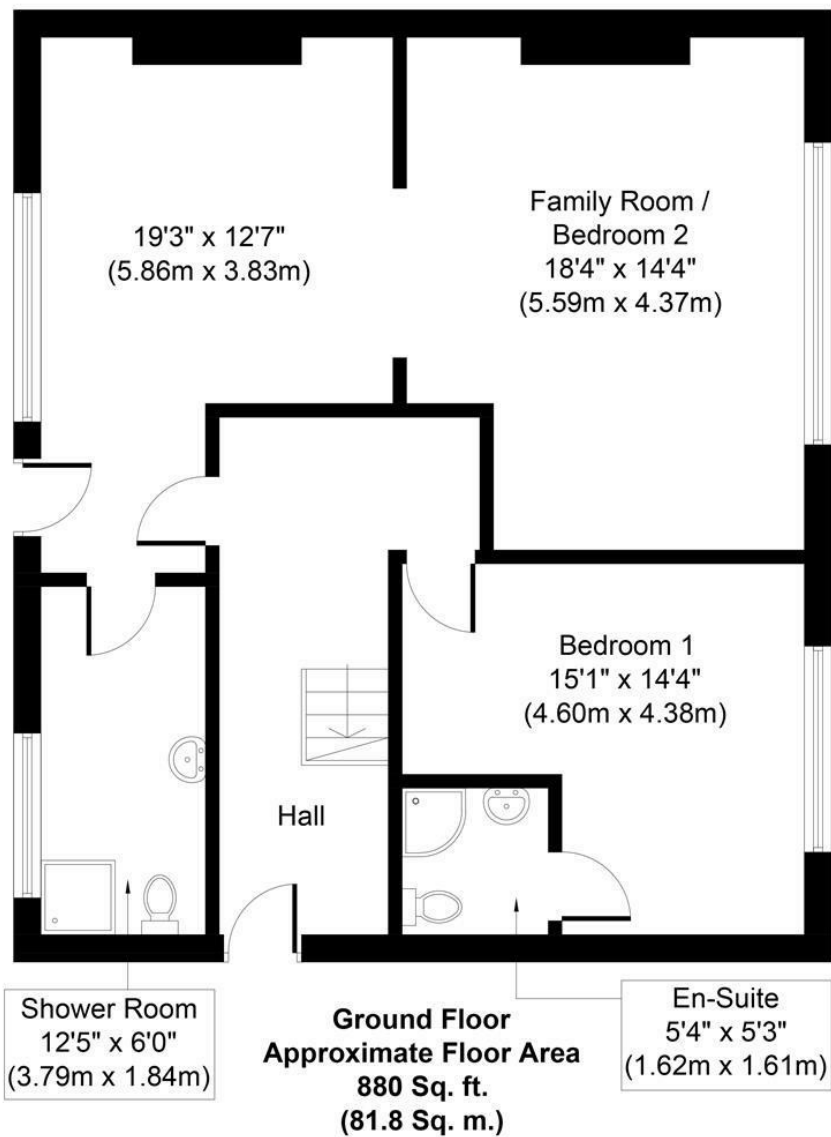 19'3" x 12'7"
(5.86m x 3.83m)
Family Room /
Bedroom 2
18'4" x 14'4"
(5.59m x 4.37m)
Bedroom 1
15'1" x 14'4"
(4.60m x 4.38m)
Hall
Shower Room
12'5" x 6'0"
(3.79m x 1.84m)
Ground Floor
Approximate Floor Area
880 Sq. ft.
(81.8 Sq. m.)
En-Suite
5'4" x 5'3"
(1.62m x 1.61m)